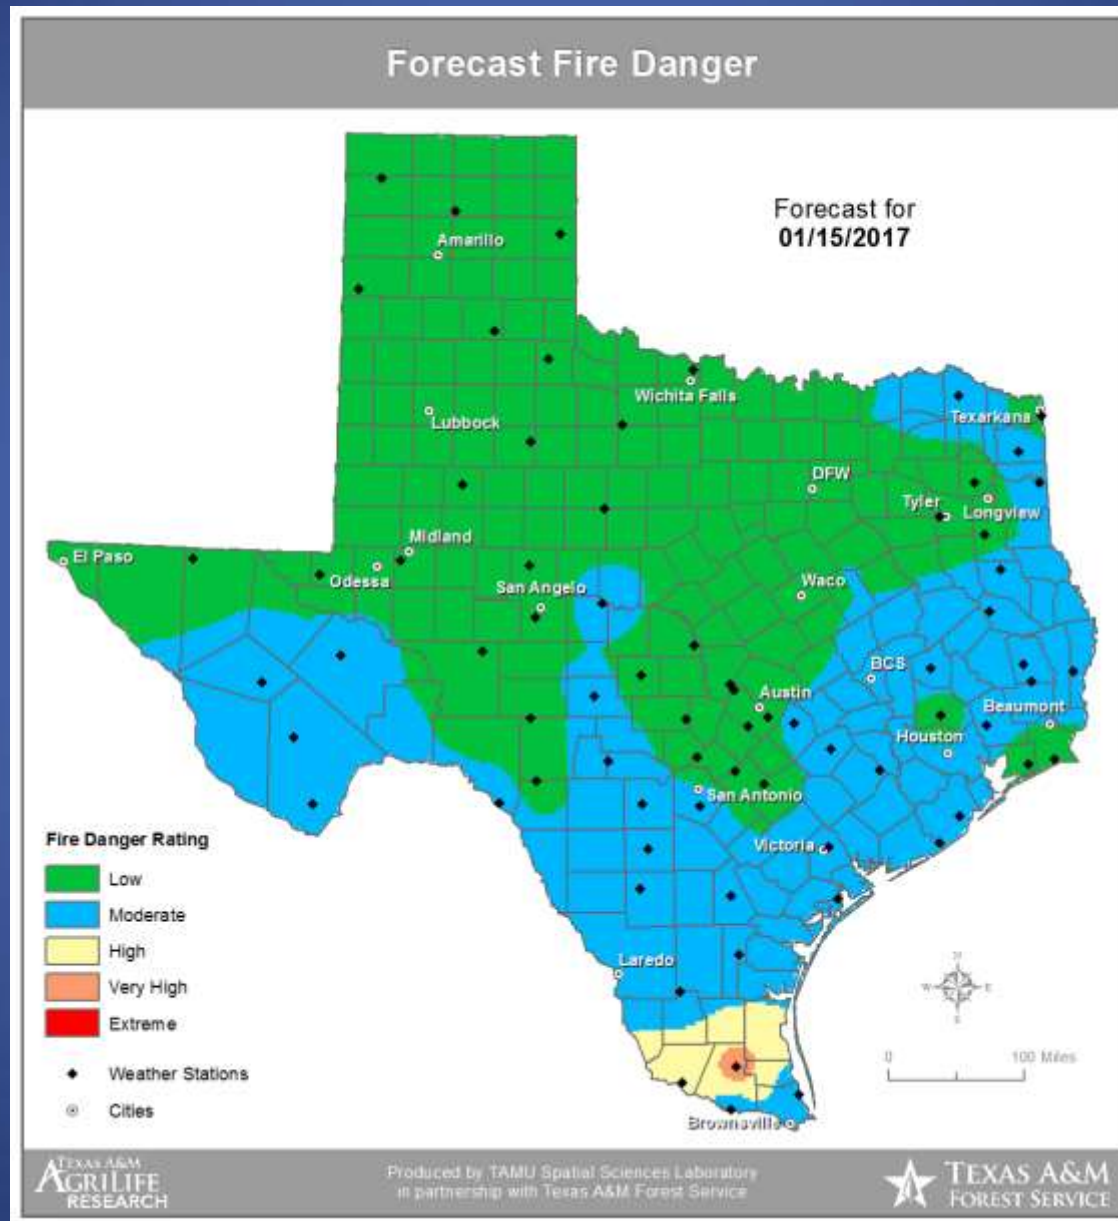 Forecast Fire Danger
Forecast for
01/15/2017
Amarillo
Wichita Falls
Lubbock
Texarkana
DFW
Tyler
Longview
El Paso
Midland
Odessa
San Angelo
Waco
BCS
Austin
Beaumont
Houston
San Antonio
Victoria
Laredo
Brownsville
Fire Danger Rating
Low
Moderate
High
Very High
Extreme
Weather Stations
Cities
N
W E
S
0 100 Miles
TEXAS A&M
AGRILIFE
RESEARCH
Produced by TAMU Spatial Sciences Laboratory
in partnership with Texas A&M Forest Service
TEXAS A&M
FOREST SERVICE